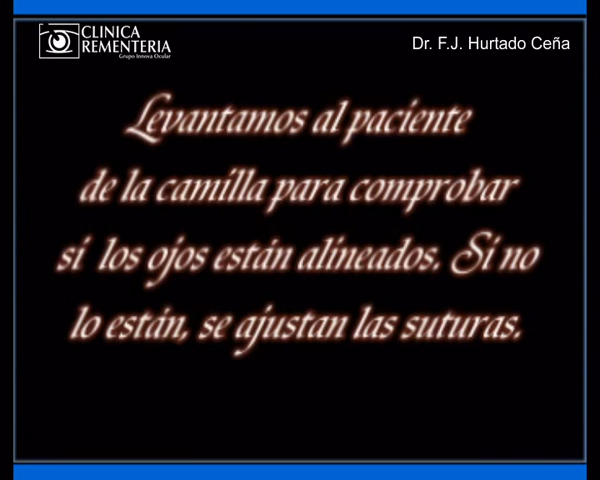 CLINICA
REMENTERIA
Grupo Innova Ocular
Dr. F.J. Hurtado Ceña
Levantamos al paciente
de la camilla para comprobar
si los ojos están alineados. Si no
lo están, se ajustan las suturas.